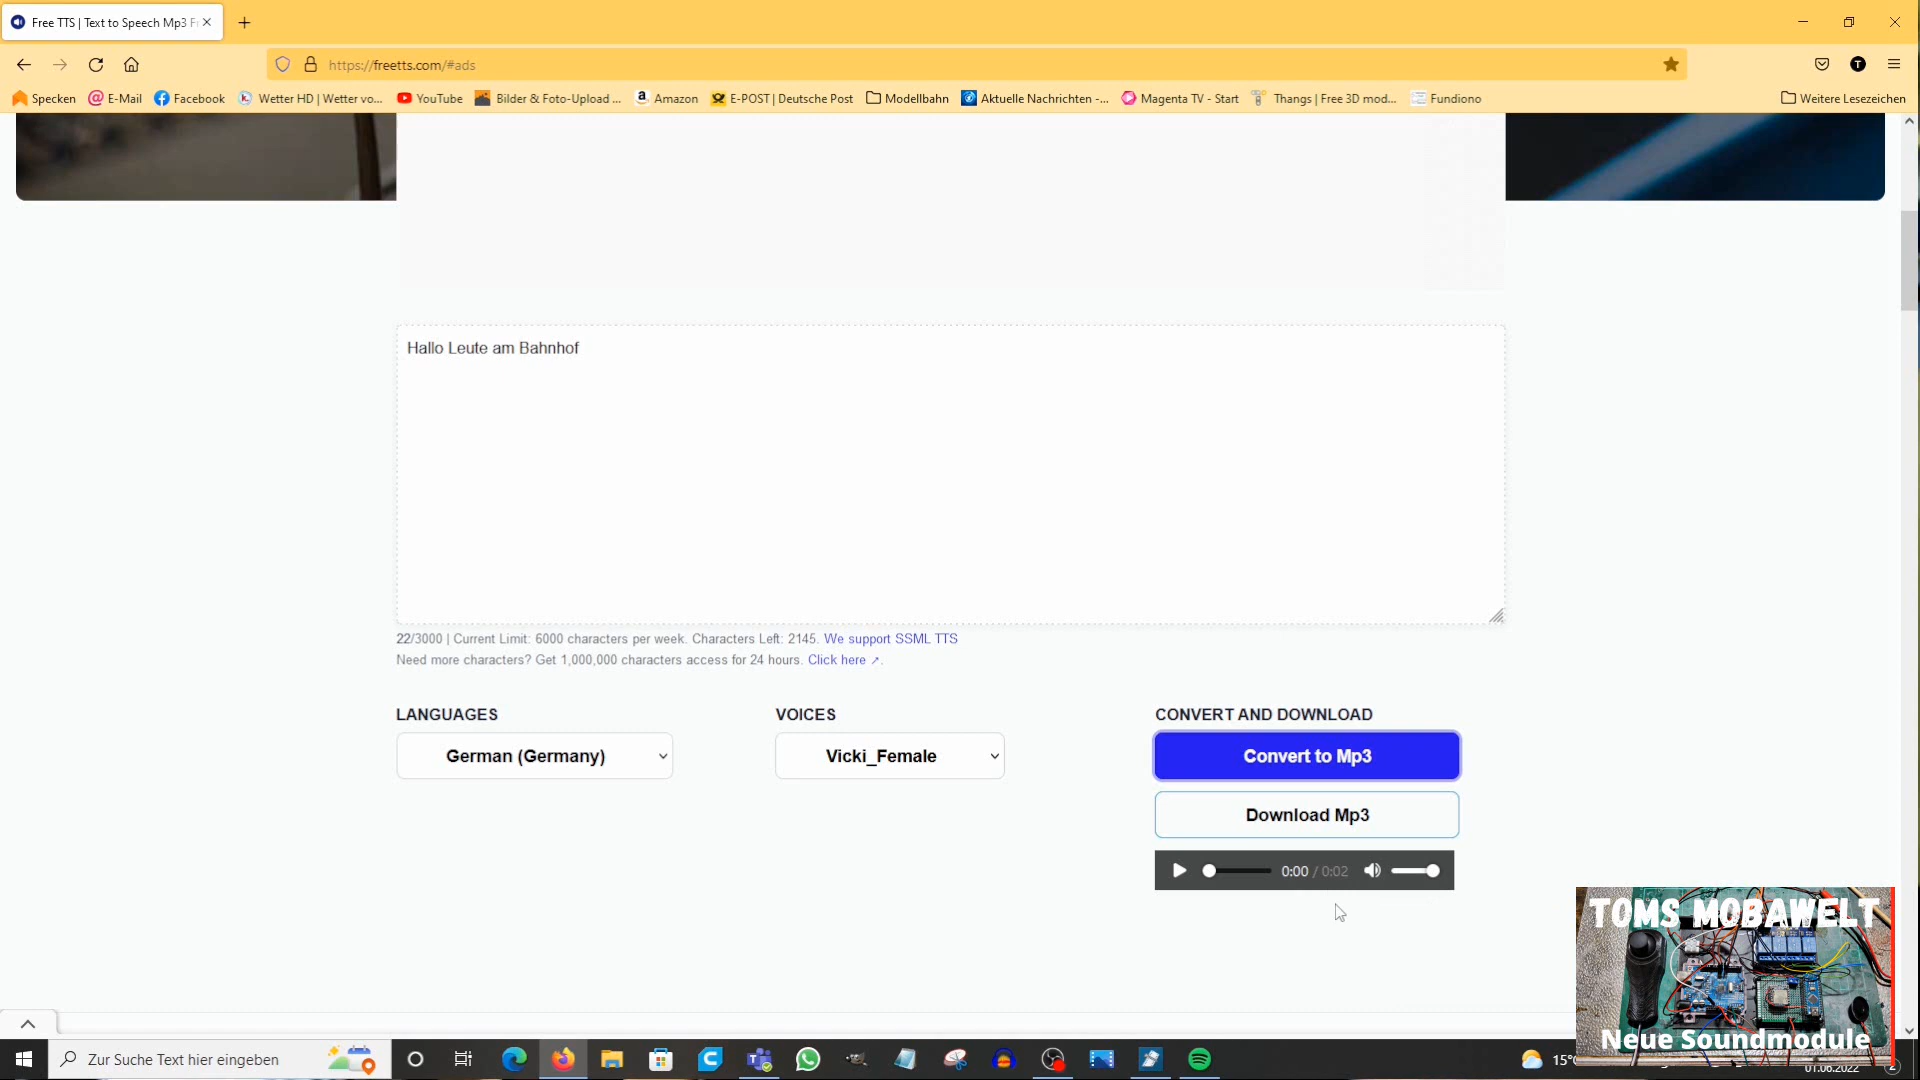 Free TTS | Text to Speech Mp3 Fr
https://freetts.com/#ads
Specken
E-Mail
Facebook
Wetter HD | Wetter vo...
YouTube
Bilder & Foto-Upload ...
Amazon
E-POST | Deutsche Post
Modellbahn
Aktuelle Nachrichten -...
Magenta TV - Start
Thangs | Free 3D mod...
Fundiono
Weitere Lesezeichen
Hallo Leute am Bahnhof
22/3000 | Current Limit: 6000 characters per week. Characters Left: 2145. We support SSML TTS
Need more characters? Get 1,000,000 characters access for 24 hours. Click here ↗.
LANGUAGES
German (Germany)
VOICES
Vicki_Female
CONVERT AND DOWNLOAD
Convert to Mp3
Download Mp3
0:00 / 0:02
TOMS MOBAWELT
Neue Soundmodule
Zur Suche Text hier eingeben
15°
01.06.2022